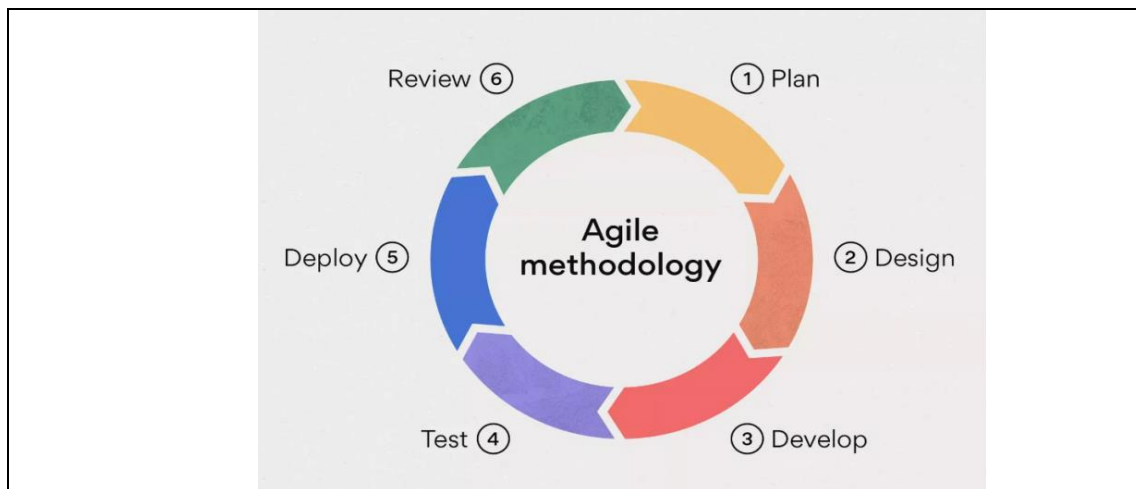 Agile
methodology
1 Plan
2 Design
3 Develop
Test 4
Deploy 5
Review 6